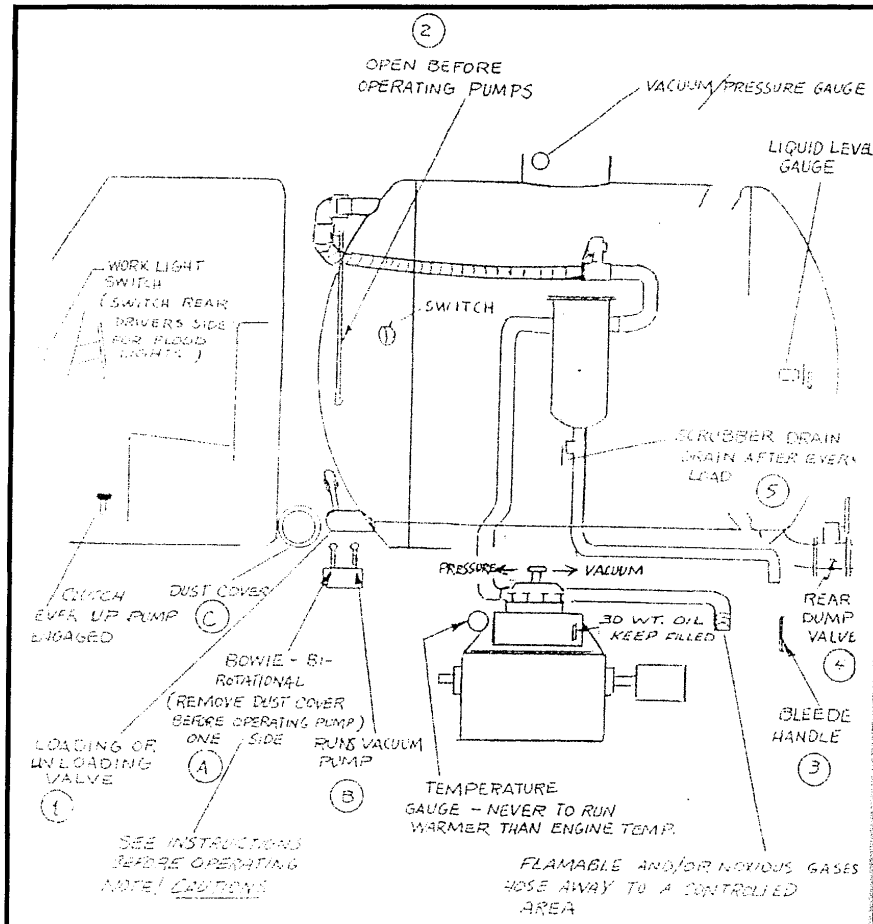 2
OPEN BEFORE
OPERATING PUMPS
VACUUM/PRESSURE GAUGE
LIQUID LEVEL
GAUGE
WORK LIGHT
SWITCH
(SWITCH REAR
DRIVERS SIDE
FOR FLOOD
LIGHTS)
SWITCH
SCRUBBER DRAIN
DRAIN AFTER EVERY
LOAD
5
PRESSURE
VACUUM
30 WT. OIL
KEEP FILLED
CLUTCH
EVER UP PUMP
ENGAGED
DUST COVER
C
BOWIE - BI-
ROTATIONAL
(REMOVE DUST COVER
BEFORE OPERATING PUMP)
ONE SIDE
A
RUNS VACUUM
PUMP
B
REAR
DUMP
VALVE
4
BLEEDE
HANDLE
3
LOADING OR
UNLOADING
VALVE
1
TEMPERATURE
GAUGE - NEVER TO RUN
WARMER THAN ENGINE TEMP.
SEE INSTRUCTIONS
BEFORE OPERATING
NOTE/ CAUTIONS
FLAMABLE AND/OR NOXIOUS GASES
HOSE AWAY TO A CONTROLLED
AREA